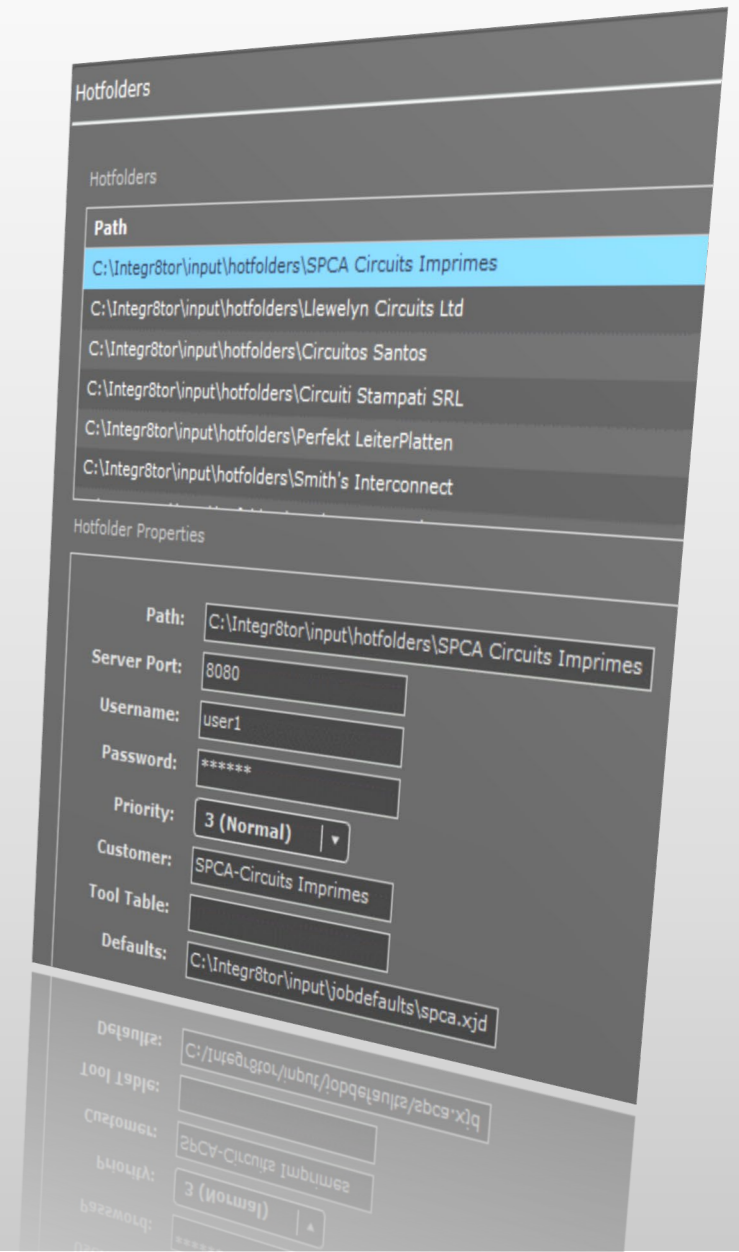 Hotfolders
Hotfolders
Path
C:\Integr8tor\input\hotfolders\SPCA Circuits Imprimes
C:\Integr8tor\input\hotfolders\Llewelyn Circuits Ltd
C:\Integr8tor\input\hotfolders\Circuitos Santos
C:\Integr8tor\input\hotfolders\Circuiti Stampati SRL
C:\Integr8tor\input\hotfolders\Perfekt LeiterPlatten
C:\Integr8tor\input\hotfolders\Smith's Interconnect
Hotfolder Properties
Path: C:\Integr8tor\input\hotfolders\SPCA Circuits Imprimes
Server Port: 8080
Username: user1
Password: ******
Priority: 3 (Normal)
Customer: SPCA-Circuits Imprimes
Tool Table:
Defaults: C:\Integr8tor\input\jobdefaults\spca.xjd